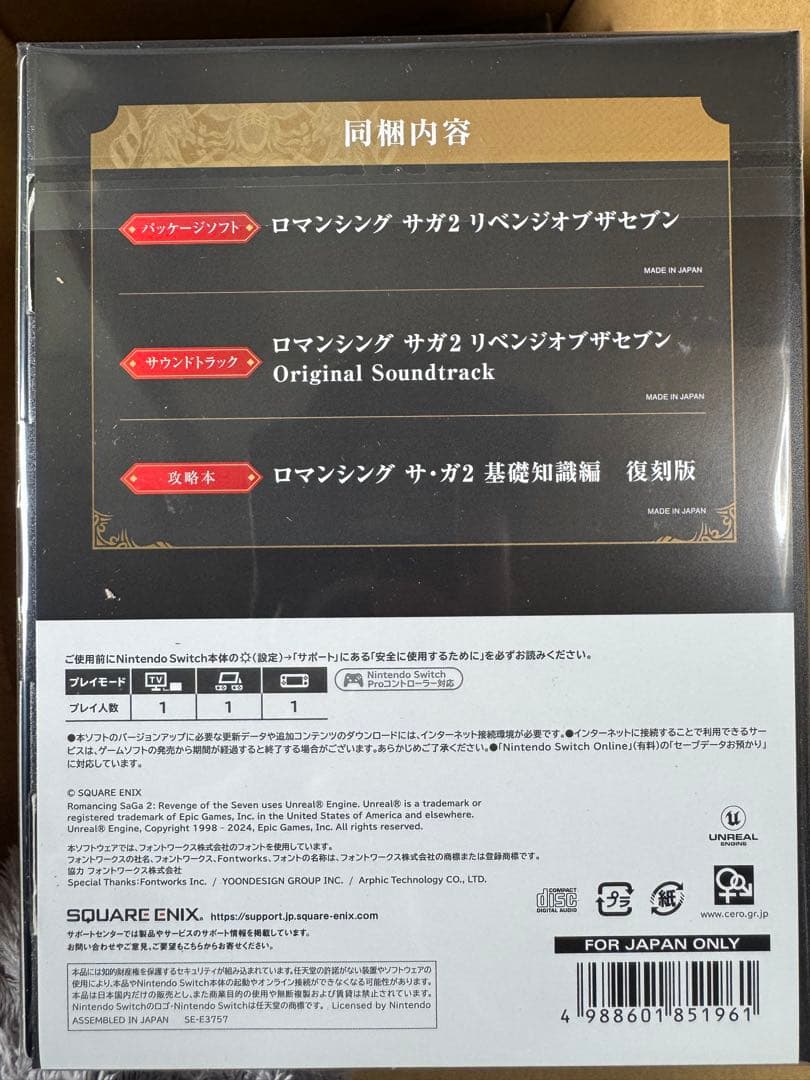 同梱内容
パッケージソフト ロマンシング サガ2 リベンジオブザセブン
MADE IN JAPAN
サウンドトラック ロマンシング サガ2 リベンジオブザセブン
Original Soundtrack
MADE IN JAPAN
攻略本 ロマンシング サ・ガ2 基礎知識編 復刻版
MADE IN JAPAN
ご使用前にNintendo Switch本体の(設定)→「サポート」にある「安全に使用するために」を必ずお読みください。
プレイモード TV
プレイ人数 1 1 1
Nintendo Switch
Proコントローラー対応
●本ソフトのバージョンアップに必要な更新データや追加コンテンツのダウンロードには、インターネット接続環境が必要です。●インターネットに接続することで利用できるサー
ビスは、ゲームソフトの発売から期間が経過すると終了する場合がございます。あらかじめご了承ください。●「Nintendo Switch Online」(有料)の「セーブデータお預かり」
に対応しています。
© SQUARE ENIX
Romancing SaGa 2: Revenge of the Seven uses Unreal® Engine. Unreal® is a trademark or
registered trademark of Epic Games, Inc. in the United States of America and elsewhere.
Unreal® Engine, Copyright 1998 - 2024, Epic Games, Inc. All rights reserved.
本ソフトウェアでは、フォントワークス株式会社のフォントを使用しています。
フォントワークスの社名、フォントワークス、Fontworks、フォントの名称は、フォントワークス株式会社の商標または登録商標です。
協力 フォントワークス株式会社
Special Thanks:Fontworks Inc. / YOONDESIGN GROUP INC. / Arphic Technology CO., LTD.
UNREAL
ENGINE
SQUARE ENIX. https://support.jp.square-enix.com
サポートセンターでは製品やサービスのサポート情報を掲載しています。
お問い合わせやご意見、ご要望もこちらからお寄せください。
COMPACT
disc
DIGITAL AUDIO
プラ
紙
www.cero.gr.jp
FOR JAPAN ONLY
本品には知的財産権を保護するセキュリティが組み込まれています。任天堂の許諾がない装置やソフトウェアの
使用により、本品やNintendo Switch本体の起動やオンライン接続ができなくなる可能性があります。
本品は日本国内だけの販売とし、また商業目的の使用や無断複製および賃貸は禁止されています。
Nintendo Switchのロゴ・Nintendo Switchは任天堂の商標です。 Licensed by Nintendo
ASSEMBLED IN JAPAN SE-E3757
4 988601 851961